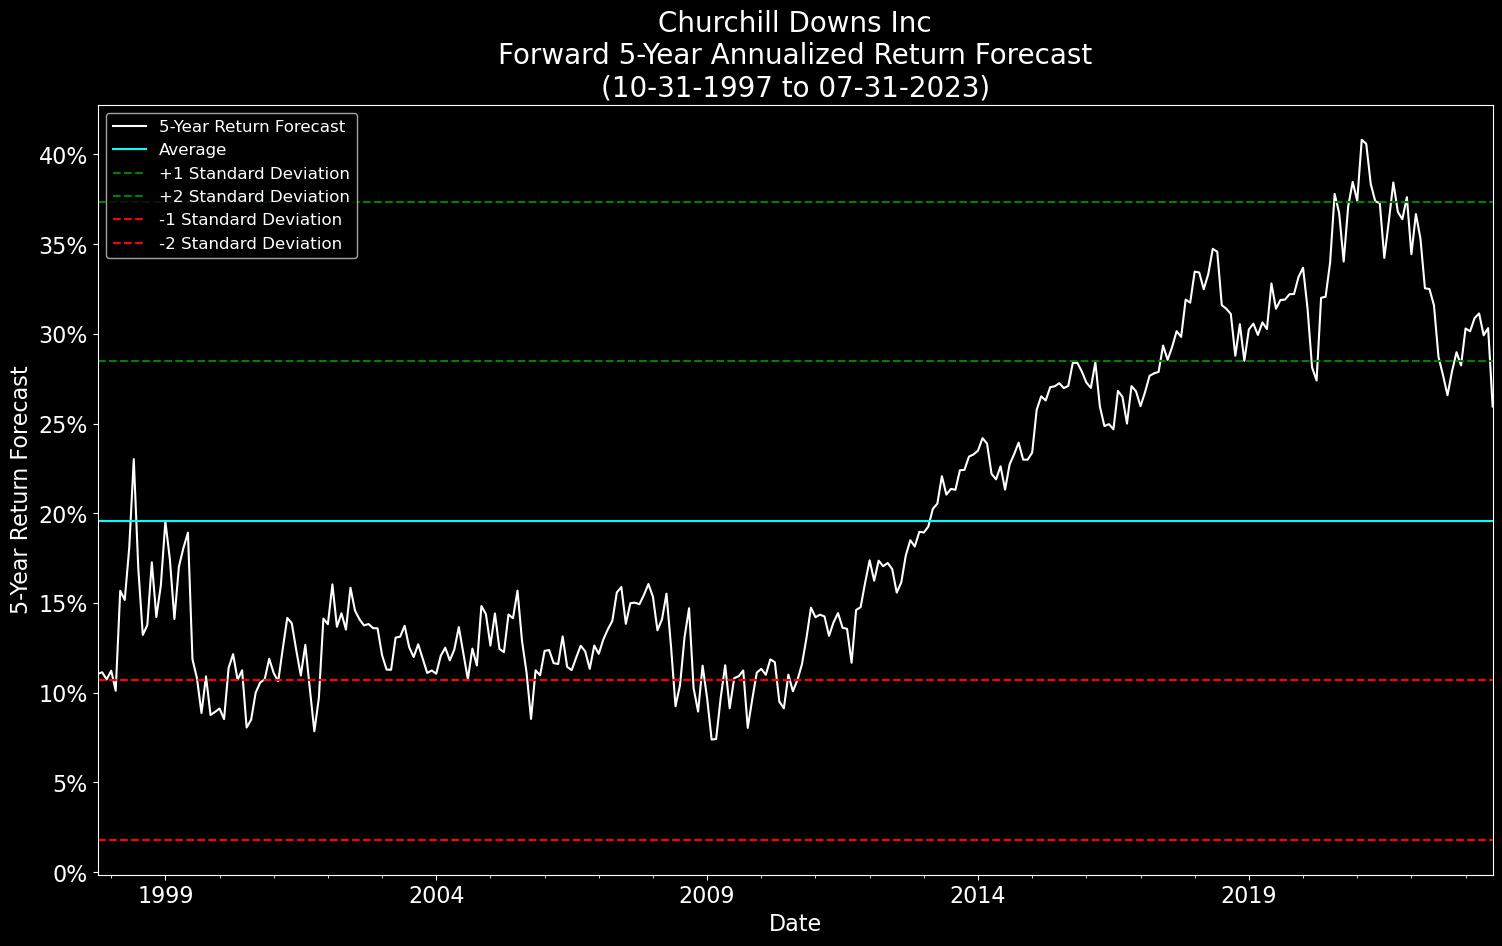 Churchill Downs Inc
Forward 5-Year Annualized Return Forecast
(10-31-1997 to 07-31-2023)
5-Year Return Forecast
Average
+1 Standard Deviation
+2 Standard Deviation
-1 Standard Deviation
-2 Standard Deviation
40%
35%
30%
25%
20%
15%
10%
5%
0%
5-Year Return Forecast
1999 2004 2009 2014 2019
Date